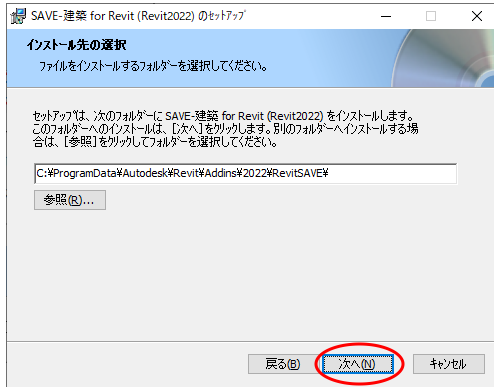 SAVE-建築 for Revit (Revit2022) のセットアップ
インストール先の選択
ファイルをインストールするフォルダーを選択してください。
セットアップは、次のフォルダーに SAVE-建築 for Revit (Revit2022) をインストールします。
このフォルダーへのインストールは、[次へ]をクリックします。別のフォルダーへインストールする場
合は、[参照]をクリックしてフォルダーを選択してください。
C:¥ProgramData¥Autodesk¥Revit¥Addins¥2022¥RevitSAVE¥
参照(R)...
戻る(B) 次へ(N) キャンセル